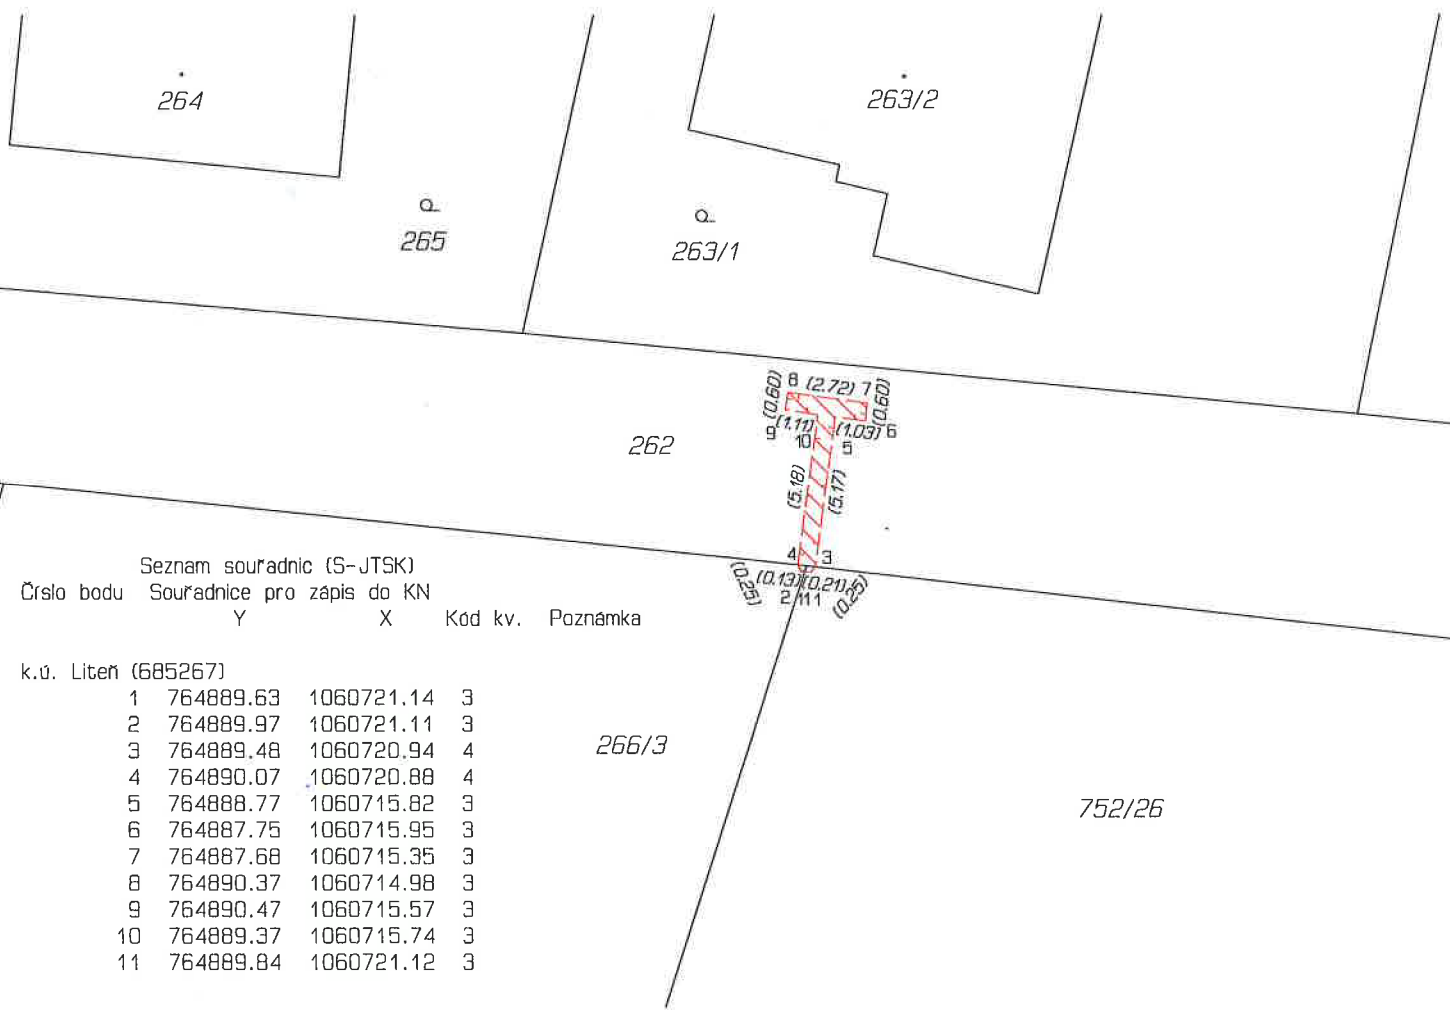 264
263/2
265
263/1
8 (2.72) 7
(0.60)
(0.60)
9 (1.11) 10
(1.03) 6
5
262
(5.18)
(5.17)
4 3
(0.25) (0.13) (0.21) (0.25)
2 11 1
Seznam souřadnic (S-JTSK)
Číslo bodu Souřadnice pro zápis do KN
Y X Kód kv. Poznámka
k.ú. Liteň (685267)
1 764889.63 1060721.14 3
2 764889.97 1060721.11 3
3 764889.48 1060720.94 4
4 764890.07 1060720.88 4
5 764888.77 1060715.82 3
6 764887.75 1060715.95 3
7 764887.68 1060715.35 3
8 764890.37 1060714.98 3
9 764890.47 1060715.57 3
10 764889.37 1060715.74 3
11 764889.84 1060721.12 3
266/3
752/26